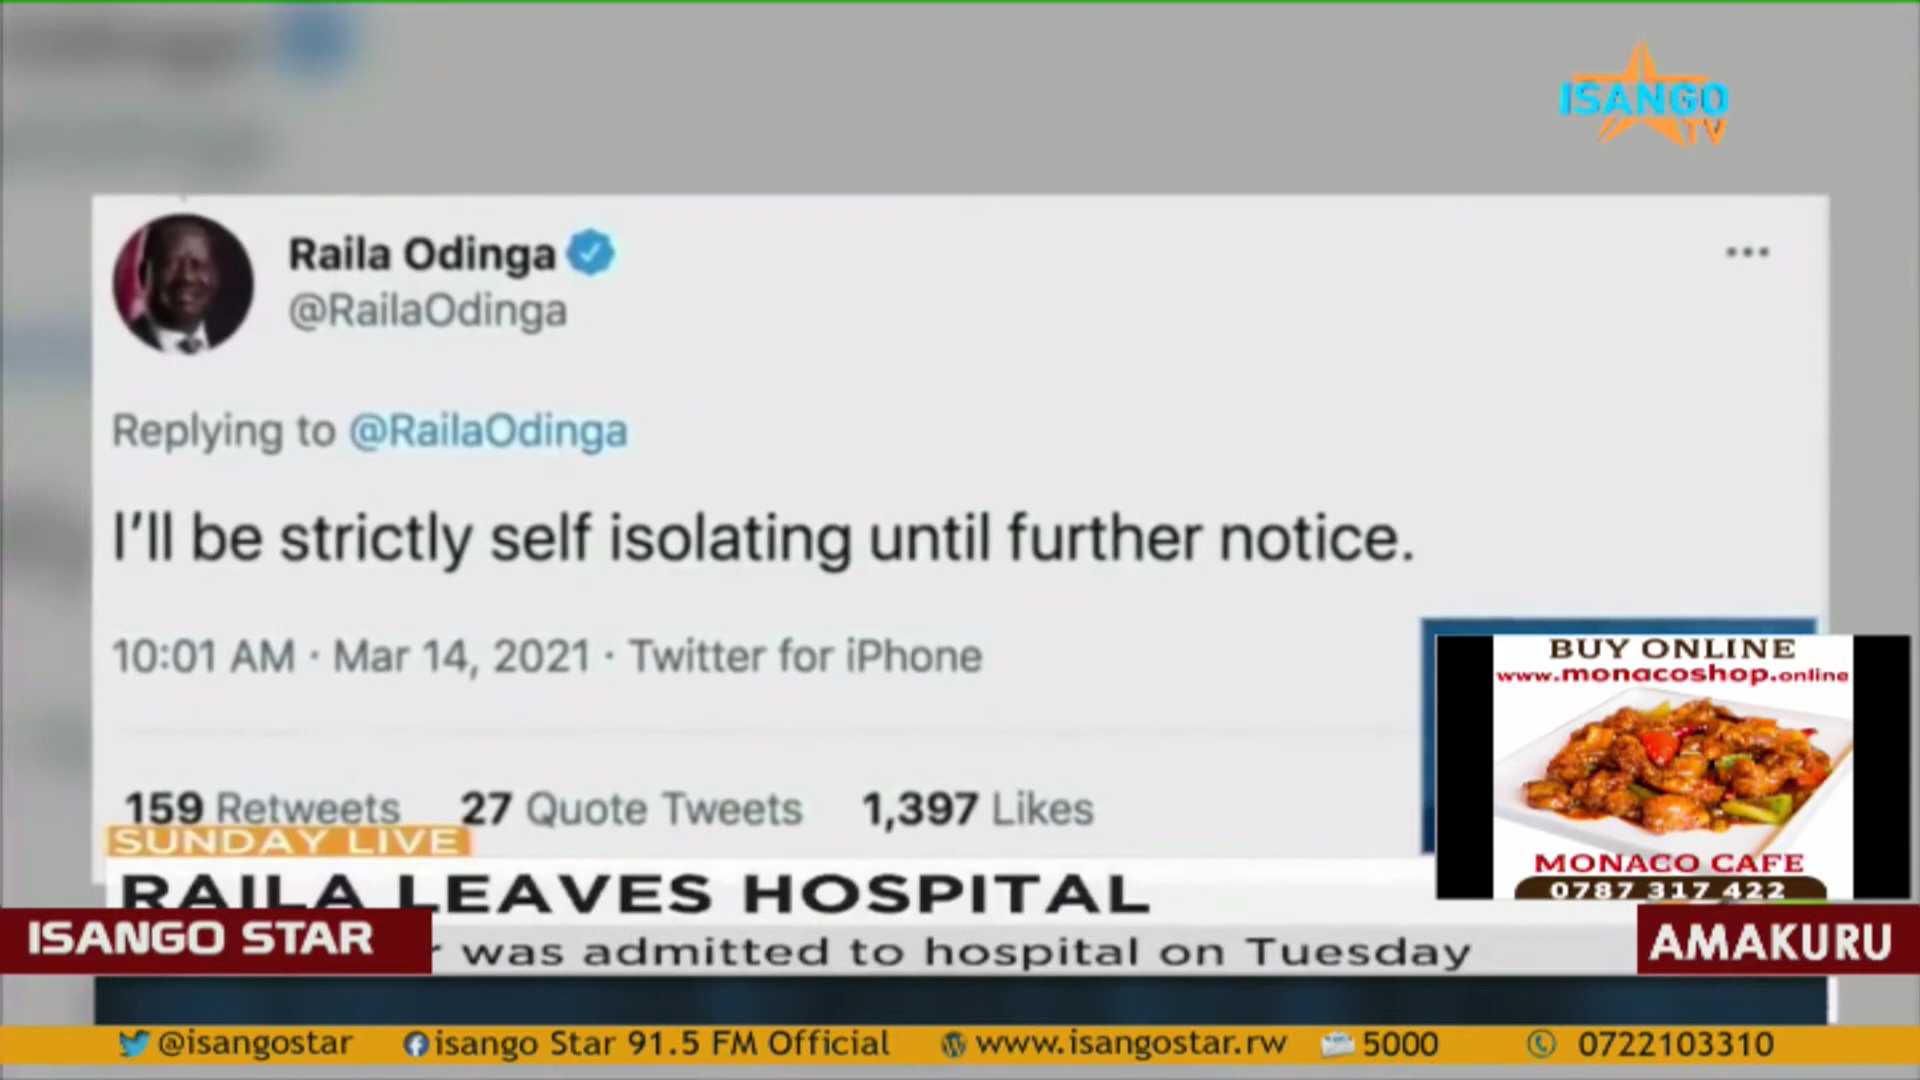 ISANGO
TV
Raila Odinga
@RailaOdinga
Replying to @RailaOdinga
I'll be strictly self isolating until further notice.
10:01 AM · Mar 14, 2021 · Twitter for iPhone
159 Retweets 27 Quote Tweets 1,397 Likes
BUY ONLINE
www.monacoshop.online
MONACO CAFE
0787 317 422
SUNDAY LIVE
RAILA LEAVES HOSPITAL
ISANGO STAR
was admitted to hospital on Tuesday
AMAKURU
@isangostar isango Star 91.5 FM Official www.isangostar.rw 5000 0722103310